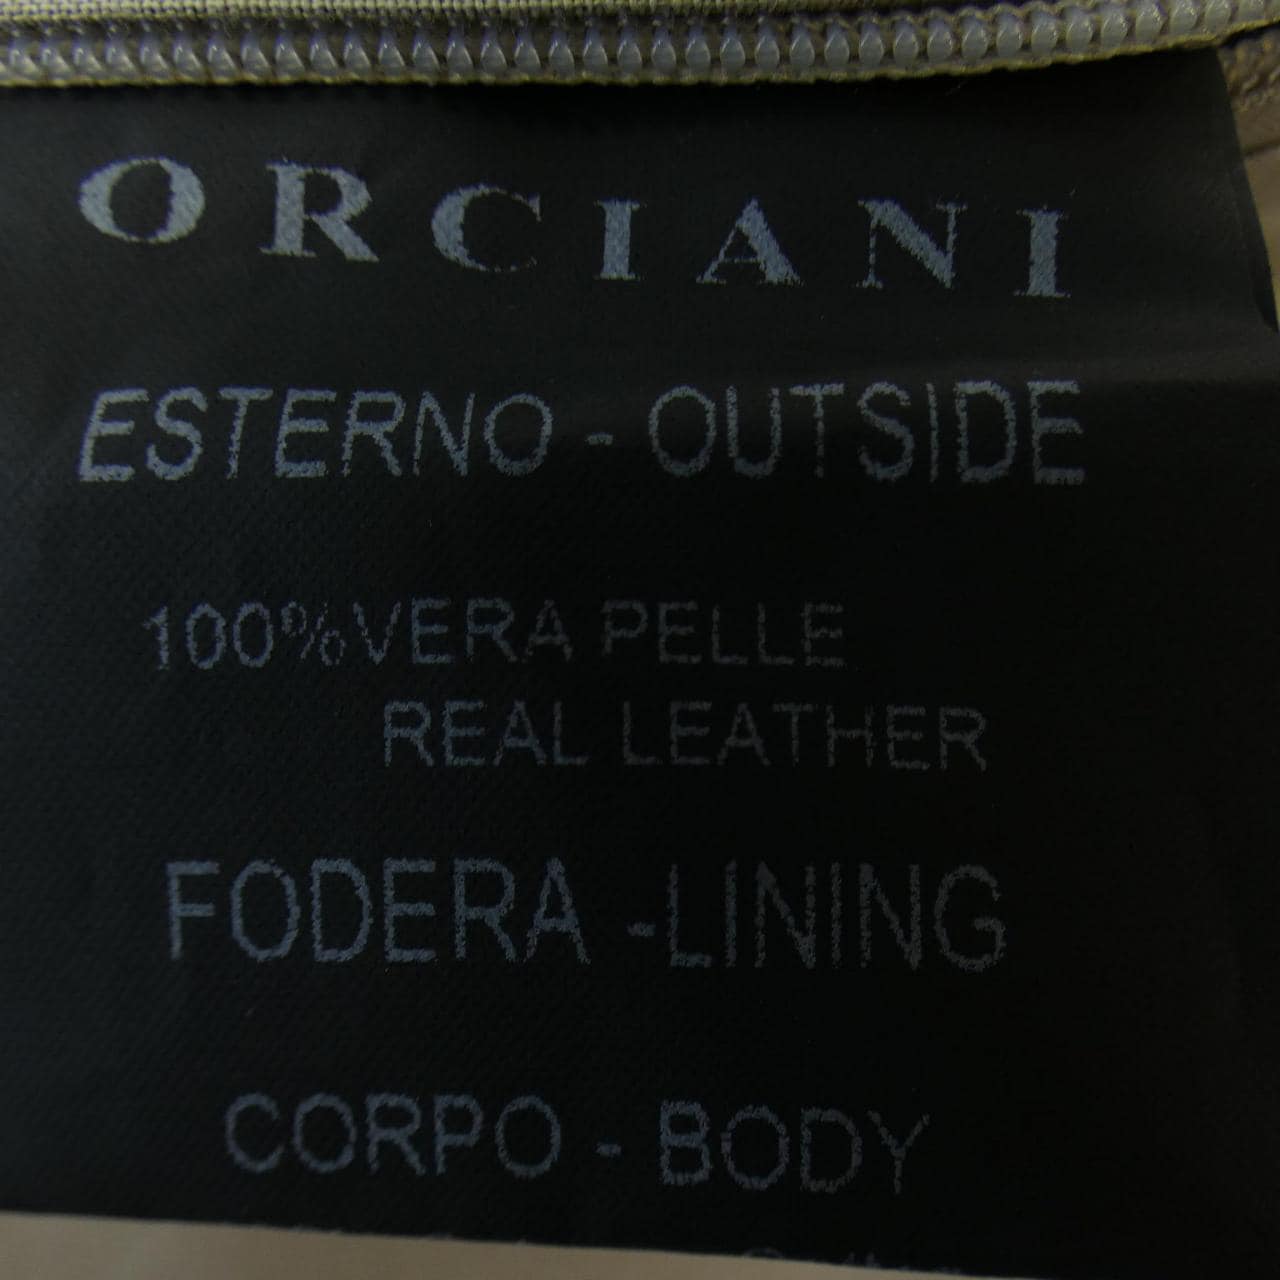 ORCIANI
ESTERNO - OUTSIDE
100% VERA PELLE
REAL LEATHER
FODERA - LINING
CORPO - BODY